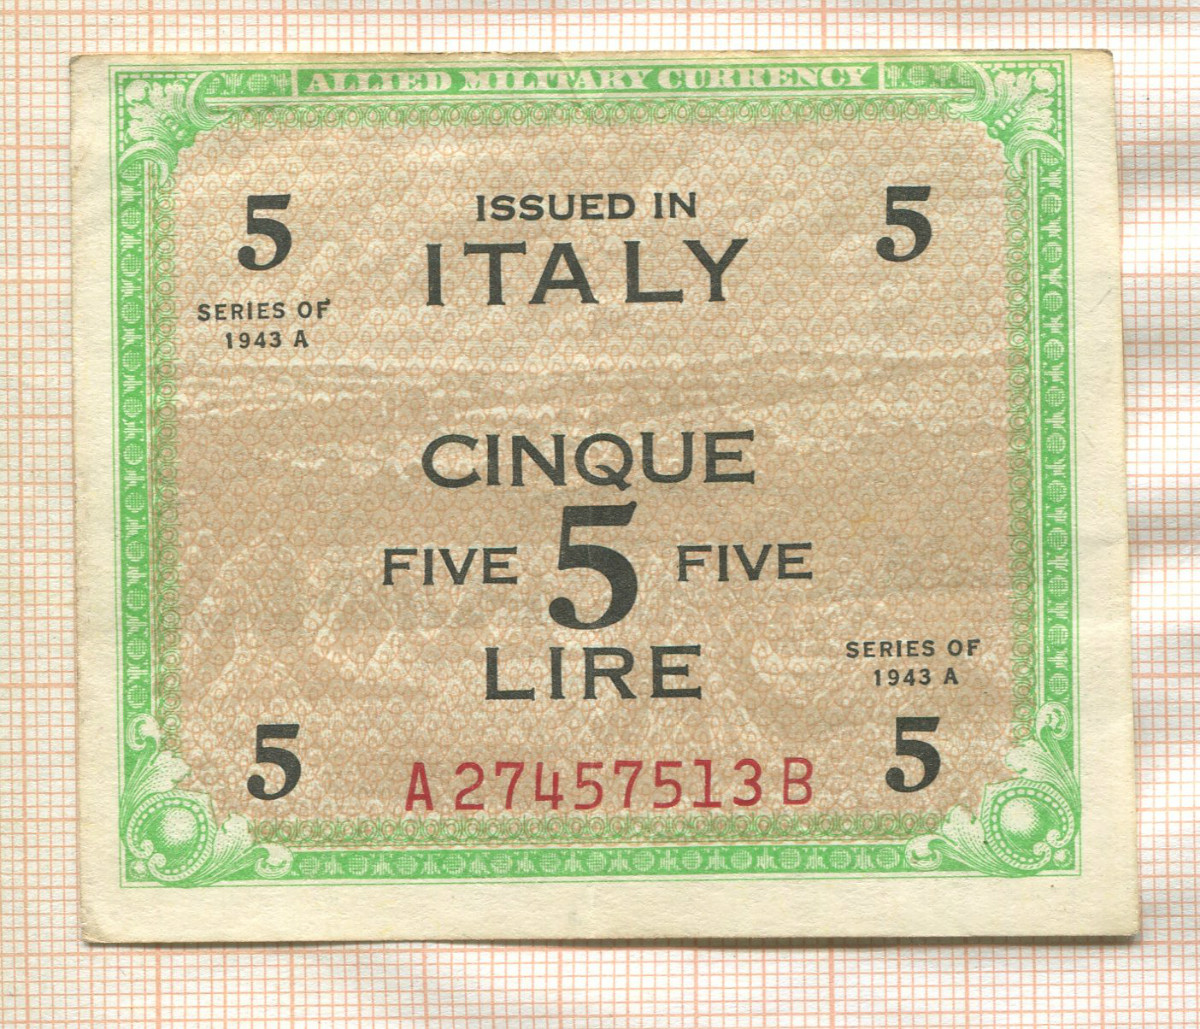 ALLIED MILITARY CURRENCY
5 5
ISSUED IN
ITALY
SERIES OF
1943 A
CINQUE
FIVE 5 FIVE
LIRE
SERIES OF
1943 A
5 5
A27457513B